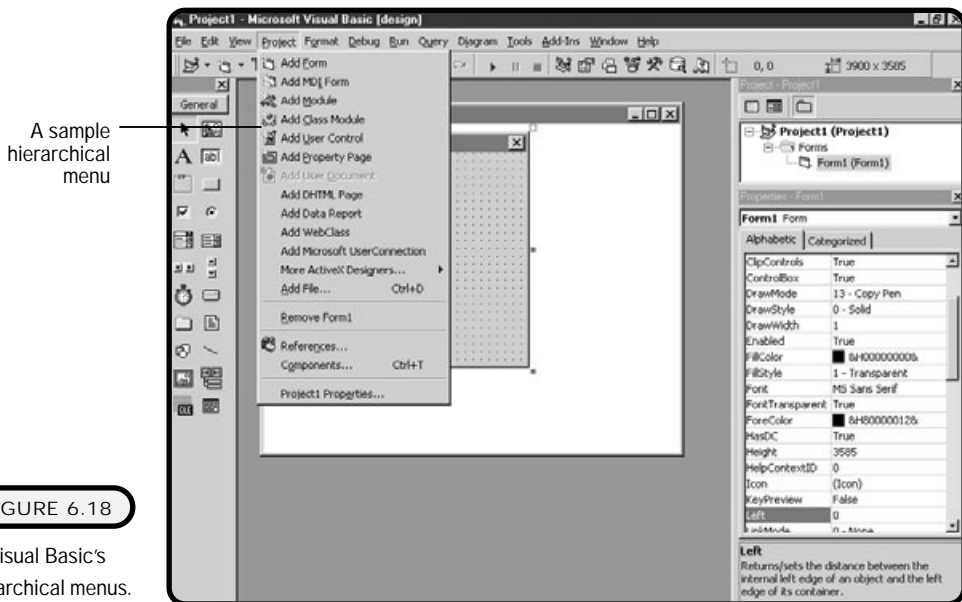 Project1 - Microsoft Visual Basic [design]
File Edit View Project Format Debug Run Query Diagram Tools Add-Ins Window Help
0, 0 3900 x 3585
General
A
ab|
OLE
A sample
hierarchical
menu
Add Form
Add MDI Form
Add Module
Add Class Module
Add User Control
Add Property Page
Add User Document
Add DHTML Page
Add Data Report
Add WebClass
Add Microsoft UserConnection
More ActiveX Designers...
Add File... Ctrl+D
Remove Form1
References...
Components... Ctrl+T
Project1 Properties...
Project - Project1
Project1 (Project1)
Forms
Form1 (Form1)
Properties - Form1
Form1 Form
Alphabetic Categorized
ClipControls True
ControlBox True
DrawMode 13 - Copy Pen
DrawStyle 0 - Solid
DrawWidth 1
Enabled True
FillColor &H00000000&
FillStyle 1 - Transparent
Font MS Sans Serif
FontTransparent True
ForeColor &H80000012&
HasDC True
Height 3585
HelpContextID 0
Icon (Icon)
KeyPreview False
Left 0
LinkMode 0 - None
Left
Returns/sets the distance between the
internal left edge of an object and the left
edge of its container.
GURE 6.18
isual Basic's
archical menus.